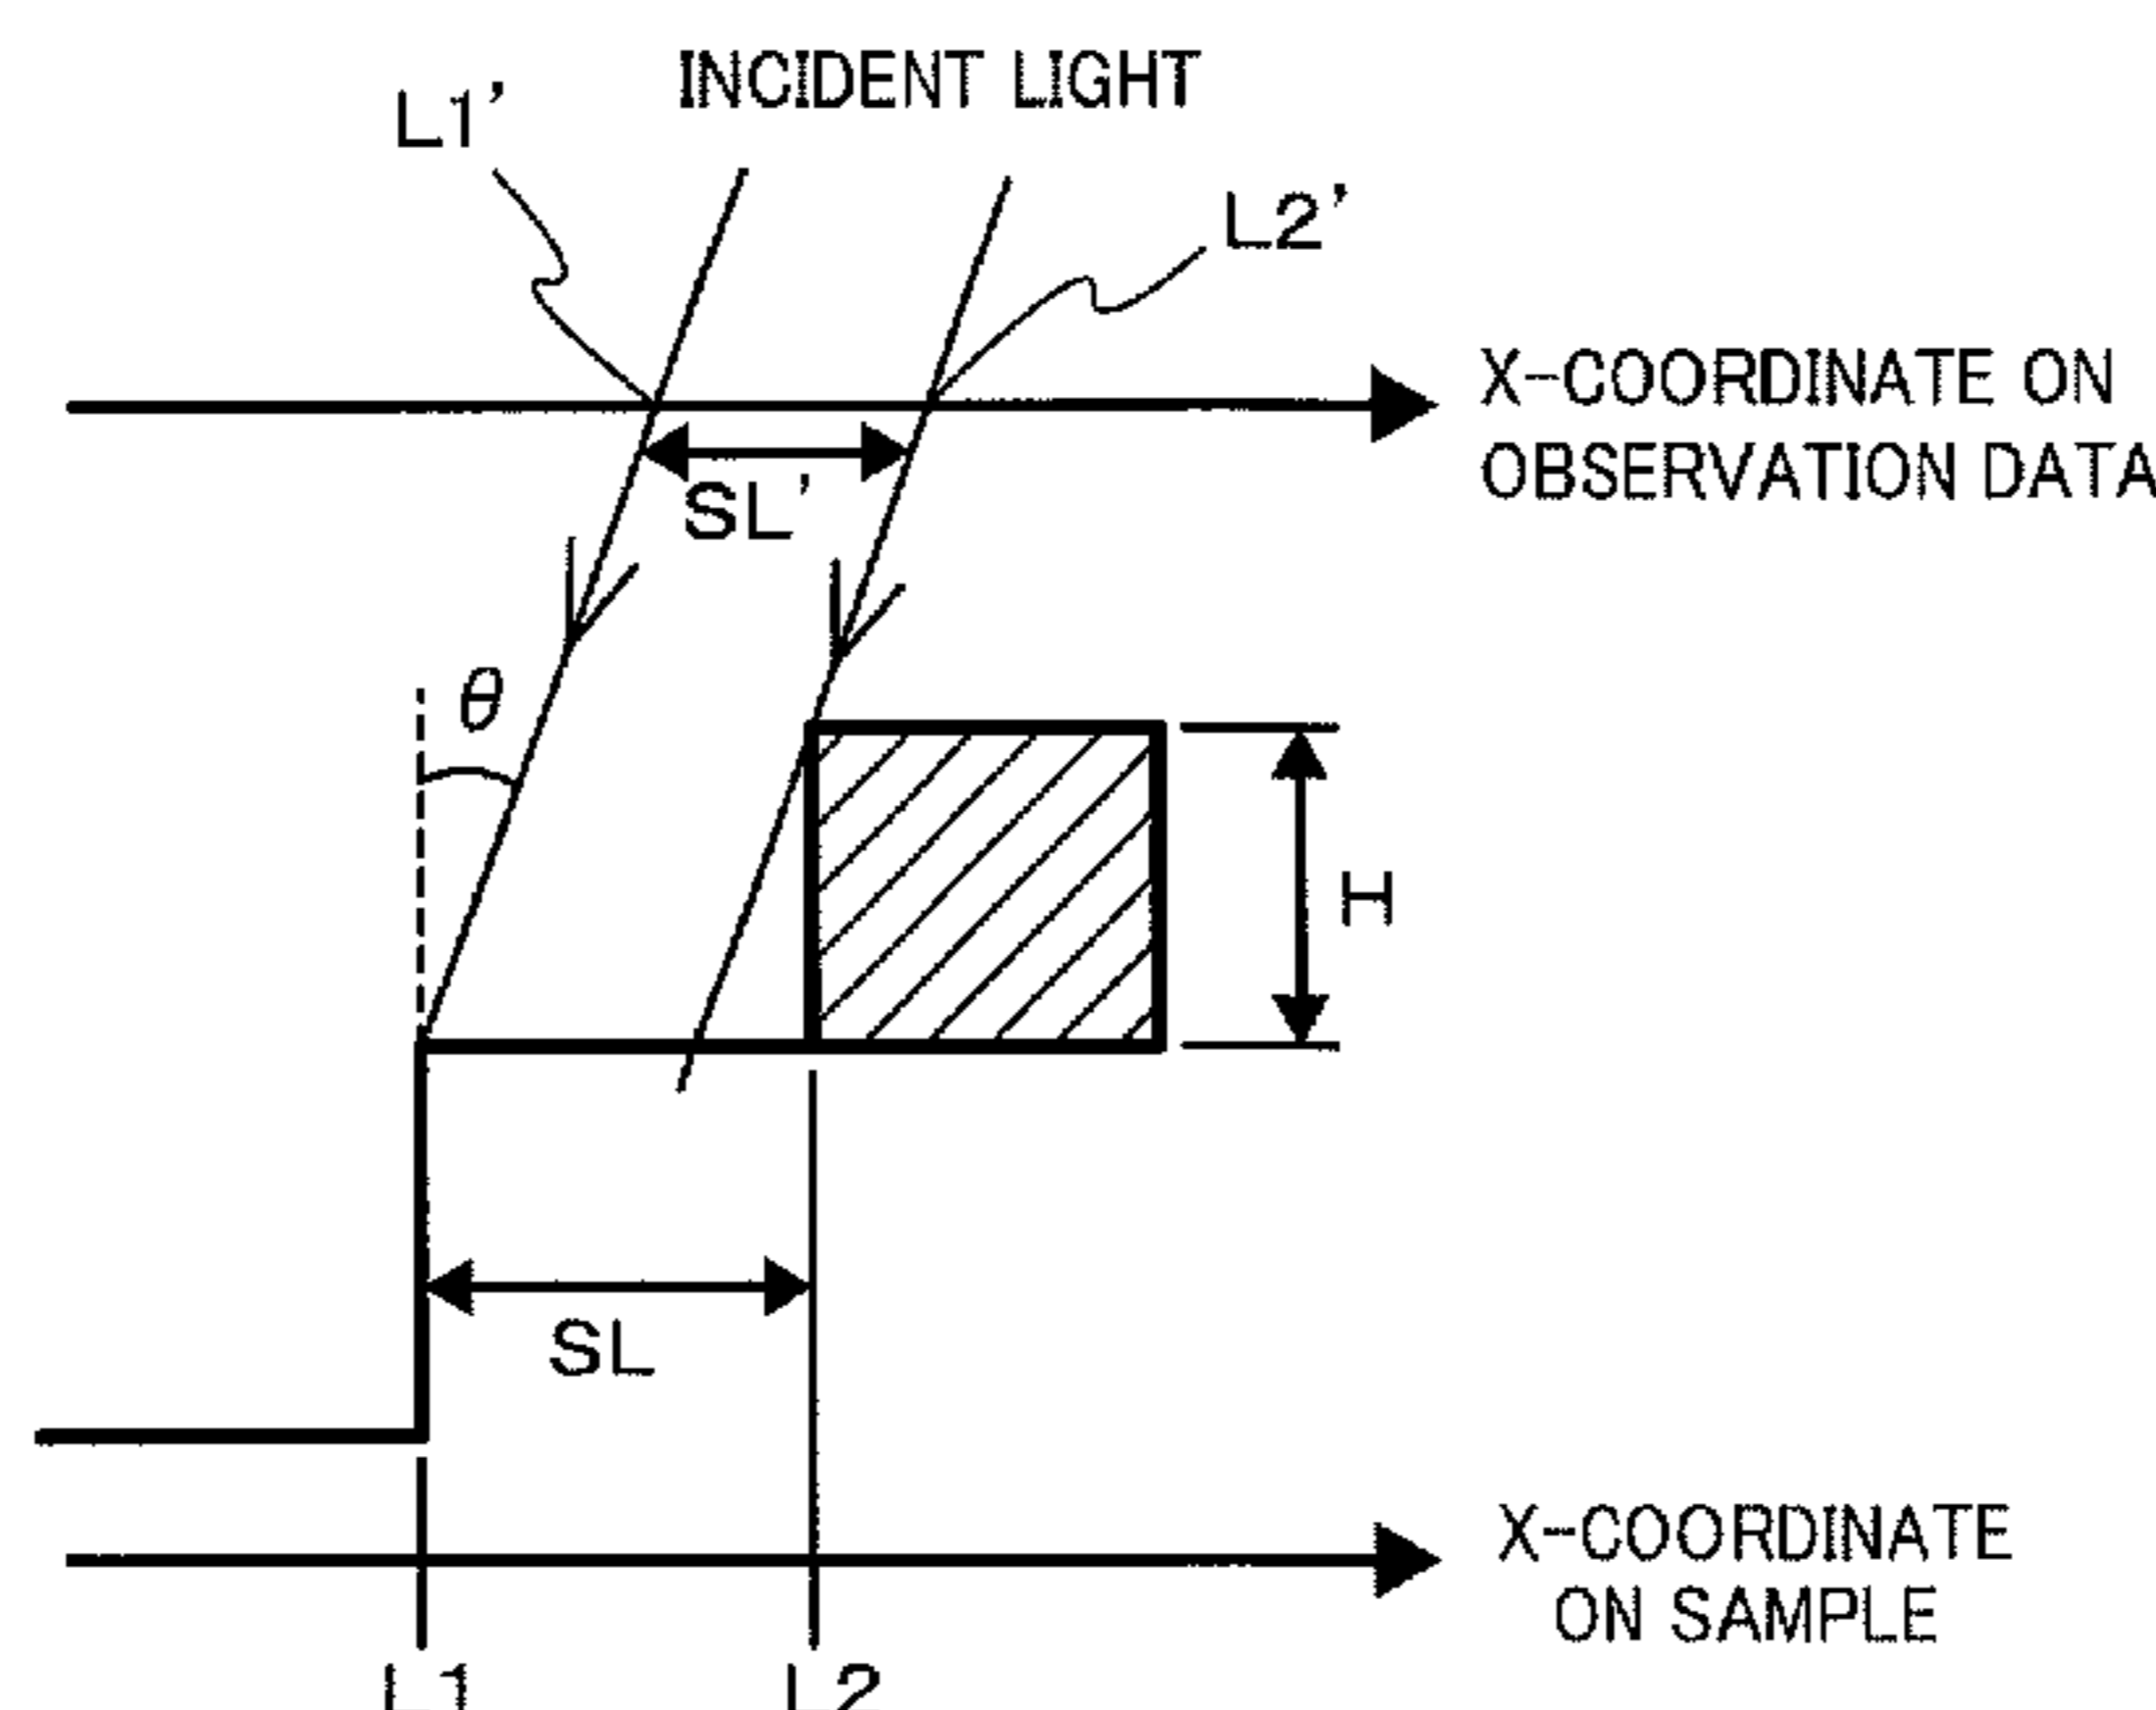 INCIDENT LIGHT
L1'
L2'
X-COORDINATE ON
OBSERVATION DATA
SL'
θ
H
SL
X-COORDINATE
ON SAMPLE
L1
L2